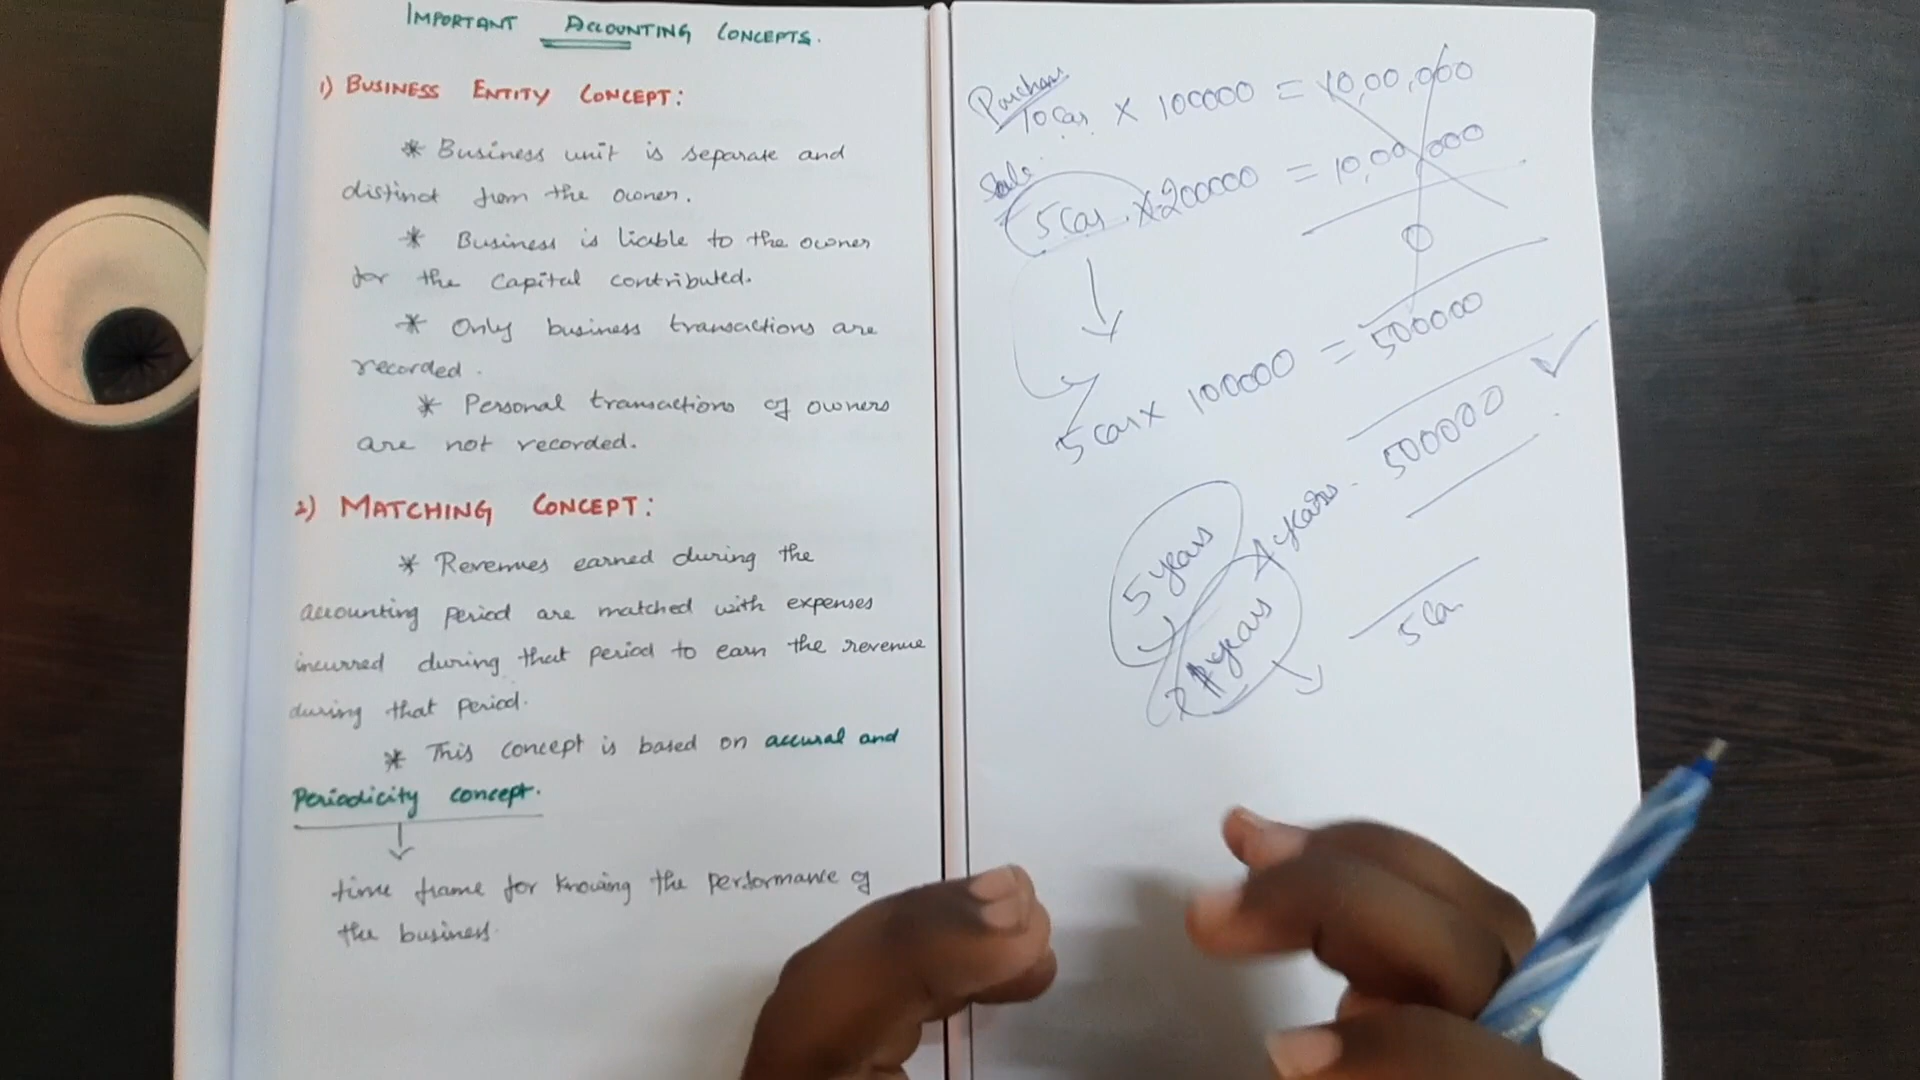 IMPORTANT ACCOUNTING CONCEPTS.
1) BUSINESS ENTITY CONCEPT:
* Business unit is separate and
distinct from the owner.
* Business is liable to the owner
for the capital contributed.
* Only business transactions are
recorded.
* Personal transactions of owners
are not recorded.
2) MATCHING CONCEPT:
* Revenues earned during the
accounting period are matched with expenses
incurred during that period to earn the revenue
during that period.
* This concept is based on accural and
Periodicity concept.
time frame for knowing the performance of
the business.
Purchase
10 Car × 100000 = 10,00,000
Sale
5 Car × 200000 = 10,00,000
0
5 car × 100000 = 500000
500000
5 years
years
5 Car